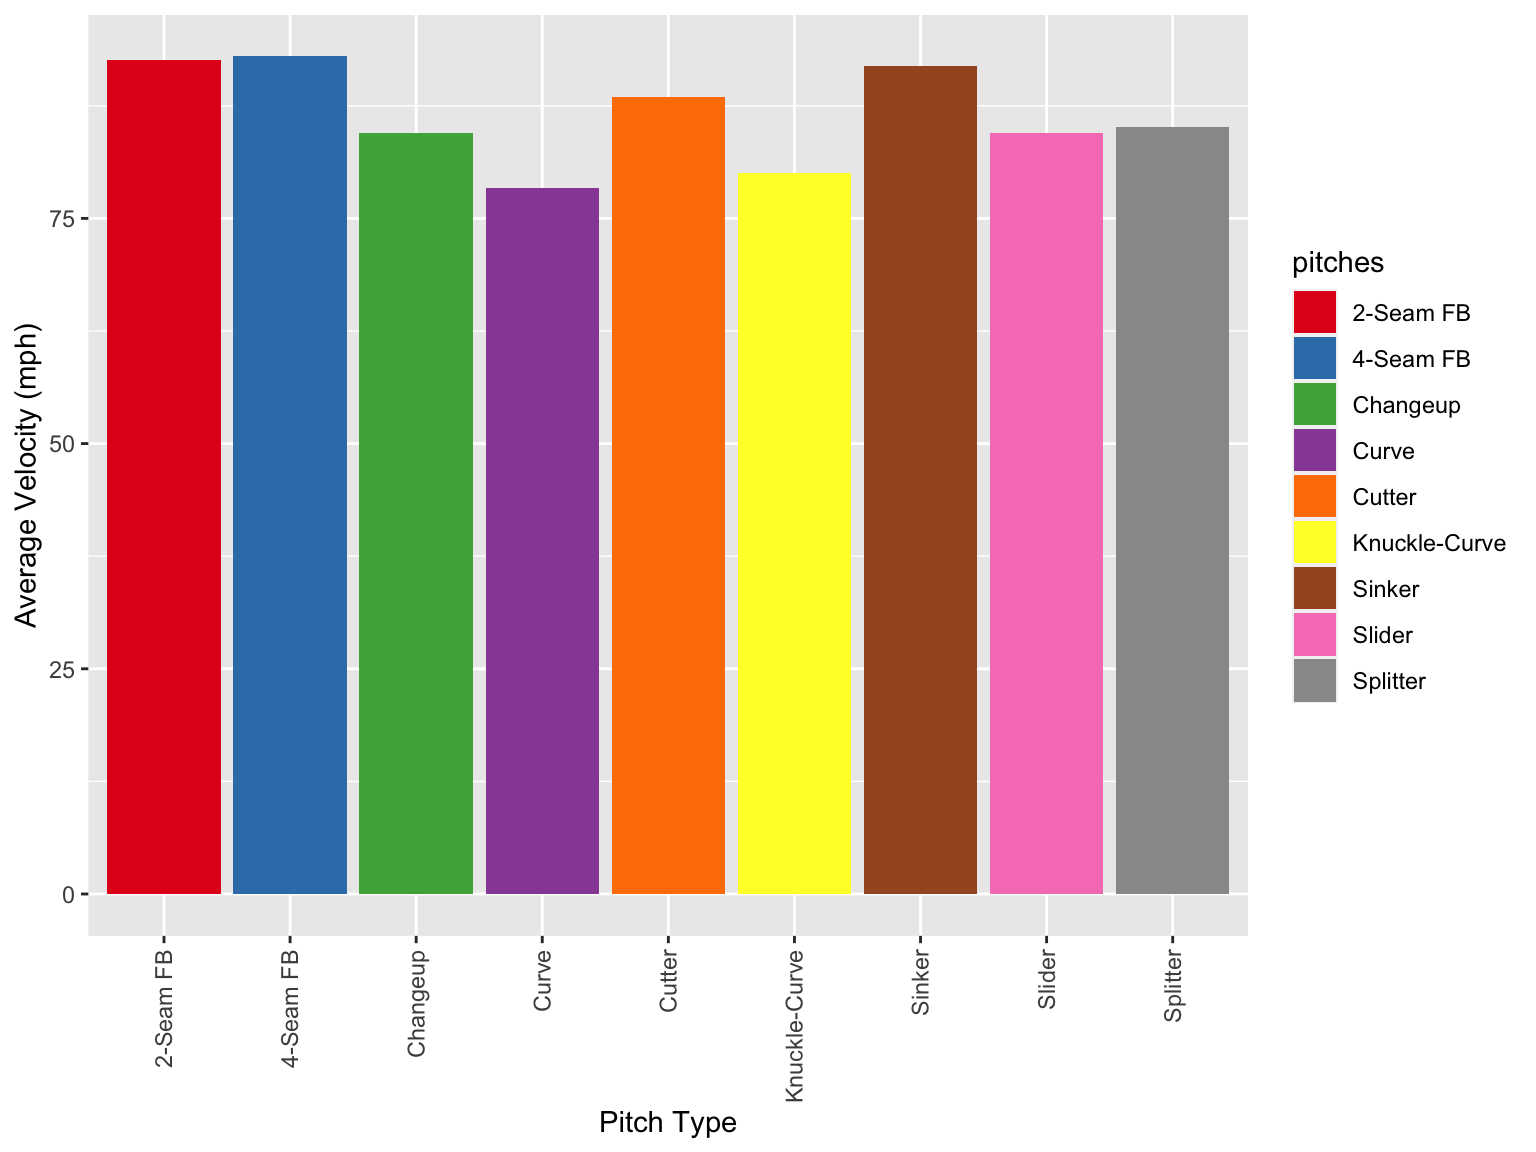 Average Velocity (mph)
75
50
25
0
2-Seam FB
4-Seam FB
Changeup
Curve
Cutter
Knuckle-Curve
Sinker
Slider
Splitter
Pitch Type
pitches
2-Seam FB
4-Seam FB
Changeup
Curve
Cutter
Knuckle-Curve
Sinker
Slider
Splitter